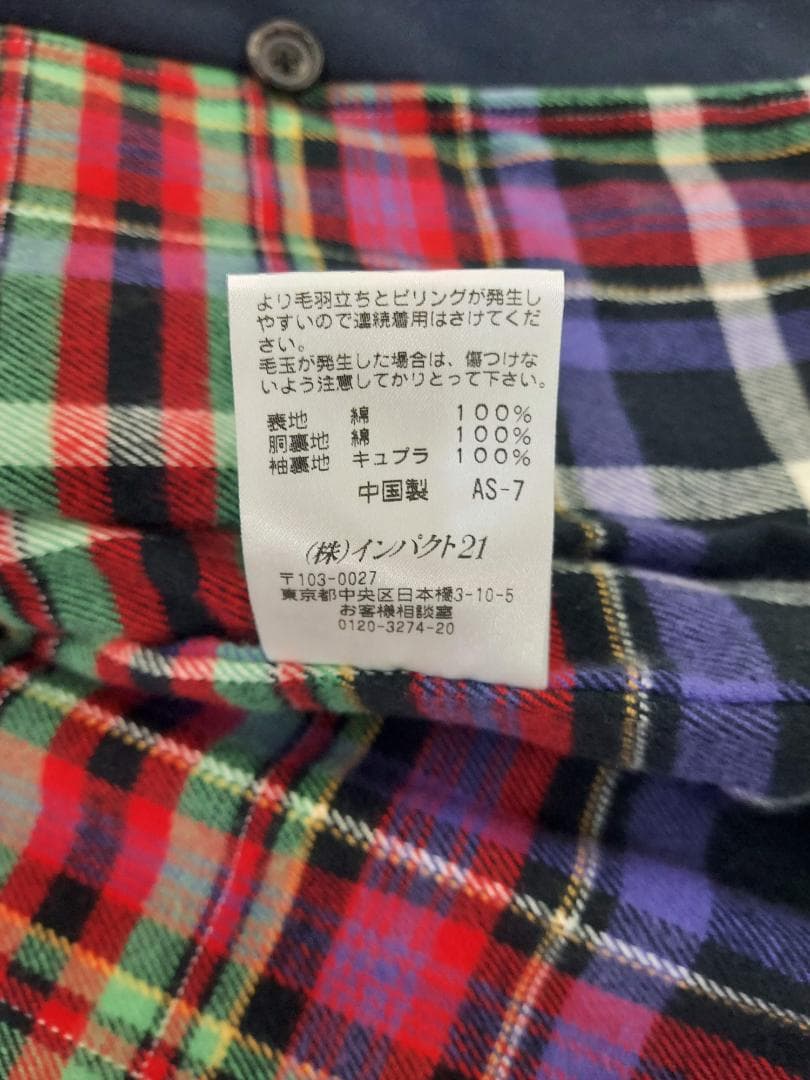 より毛羽立ちとピリングが発生し
やすいので連続着用はさけてくだ
さい。
毛玉が発生した場合は、傷つけな
いよう注意してかりとって下さい。
表地 綿 100%
胴裏地 綿 100%
袖裏地 キュプラ 100%
中国製 AS-7
(株)インパクト21
〒103-0027
東京都中央区日本橋3-10-5
お客様相談室
0120-3274-20